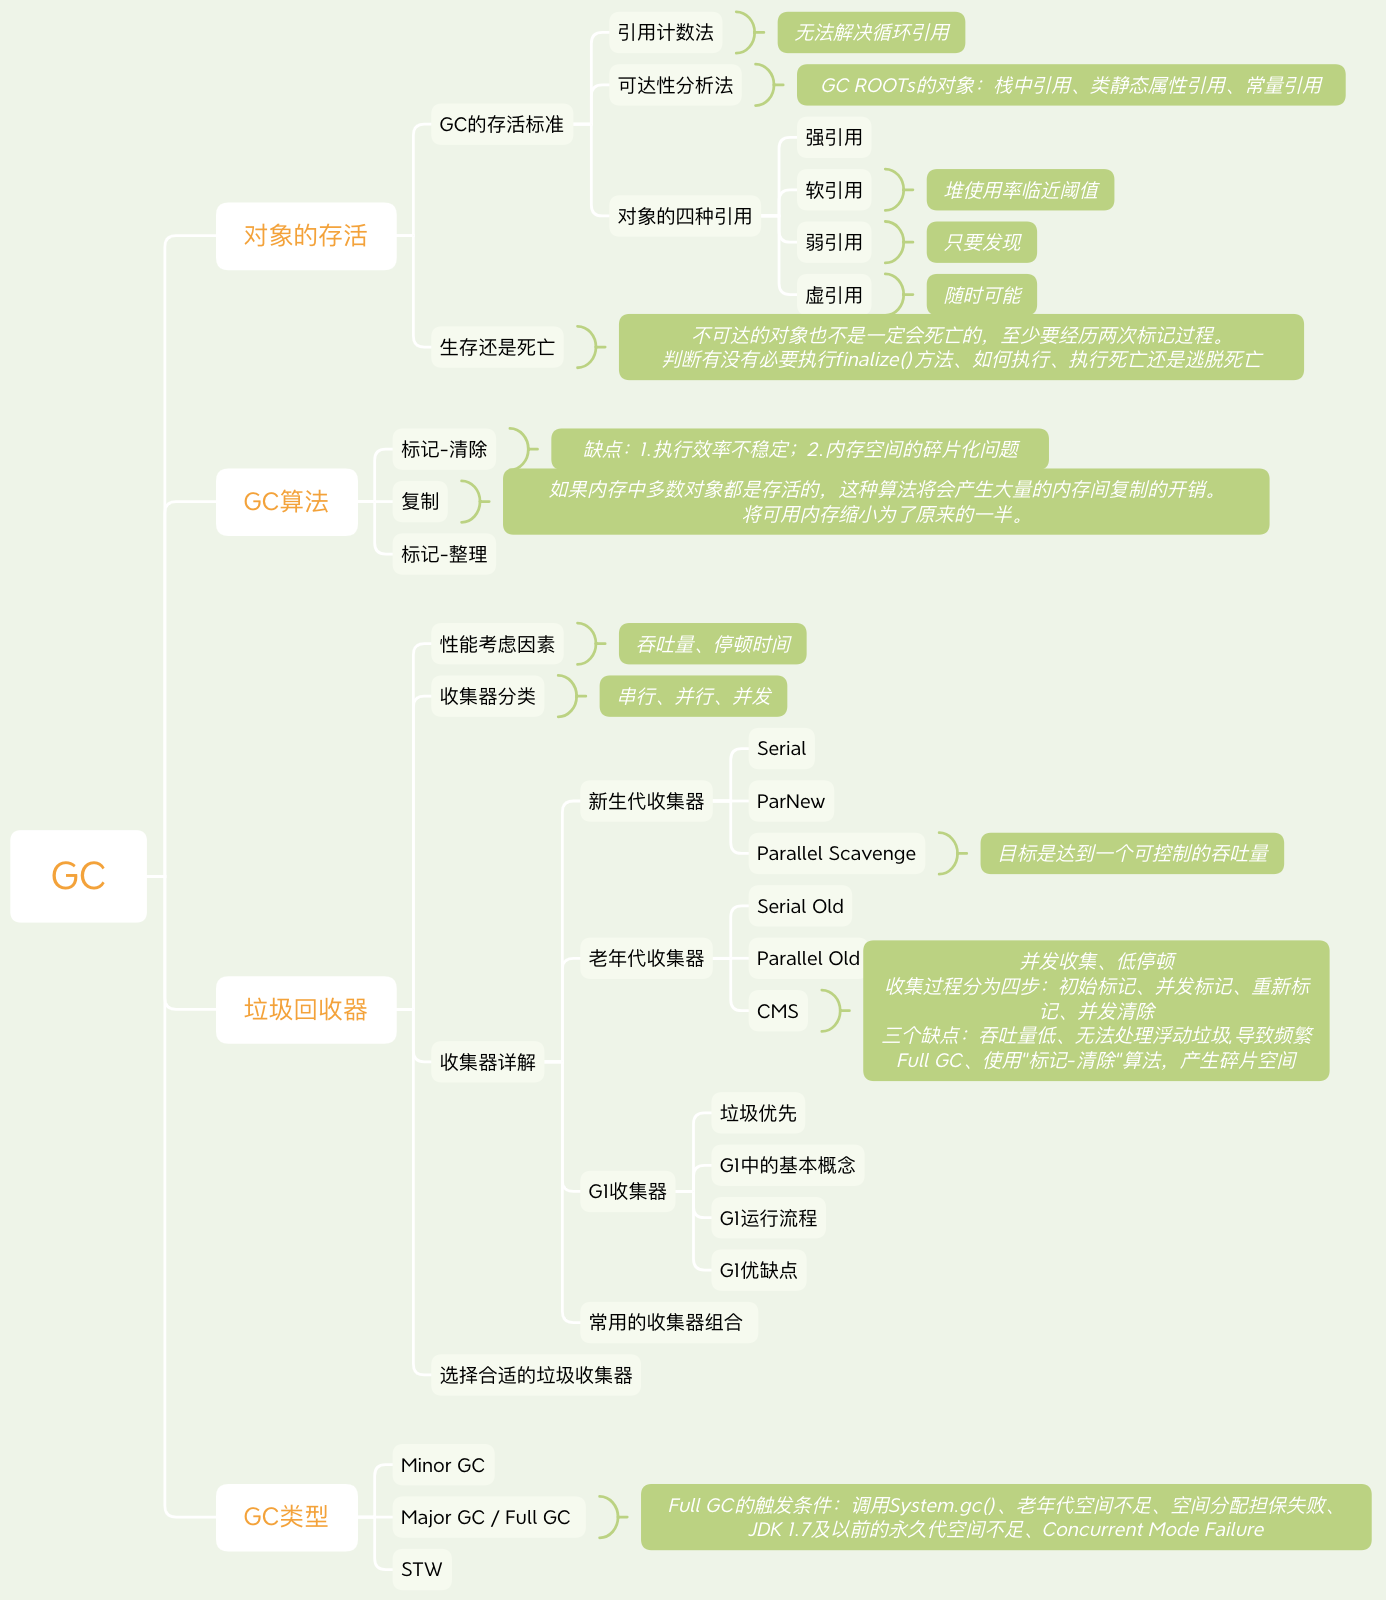 GC
对象的存活
GC的存活标准
引用计数法
无法解决循环引用
可达性分析法
GC ROOTs的对象：栈中引用、类静态属性引用、常量引用
对象的四种引用
强引用
软引用
堆使用率临近阈值
弱引用
只要发现
虚引用
随时可能
生存还是死亡
不可达的对象也不是一定会死亡的，至少要经历两次标记过程。
判断有没有必要执行finalize()方法、如何执行、执行死亡还是逃脱死亡
GC算法
标记-清除
缺点：1.执行效率不稳定；2.内存空间的碎片化问题
复制
如果内存中多数对象都是存活的，这种算法将会产生大量的内存间复制的开销。
将可用内存缩小为了原来的一半。
标记-整理
垃圾回收器
性能考虑因素
吞吐量、停顿时间
收集器分类
串行、并行、并发
收集器详解
新生代收集器
Serial
ParNew
Parallel Scavenge
目标是达到一个可控制的吞吐量
老年代收集器
Serial Old
Parallel Old
CMS
并发收集、低停顿
收集过程分为四步：初始标记、并发标记、重新标
记、并发清除
三个缺点：吞吐量低、无法处理浮动垃圾,导致频繁
Full GC、使用"标记-清除"算法，产生碎片空间
G1收集器
垃圾优先
G1中的基本概念
G1运行流程
G1优缺点
常用的收集器组合
选择合适的垃圾收集器
GC类型
Minor GC
Major GC / Full GC
Full GC的触发条件：调用System.gc()、老年代空间不足、空间分配担保失败、
JDK 1.7及以前的永久代空间不足、Concurrent Mode Failure
STW